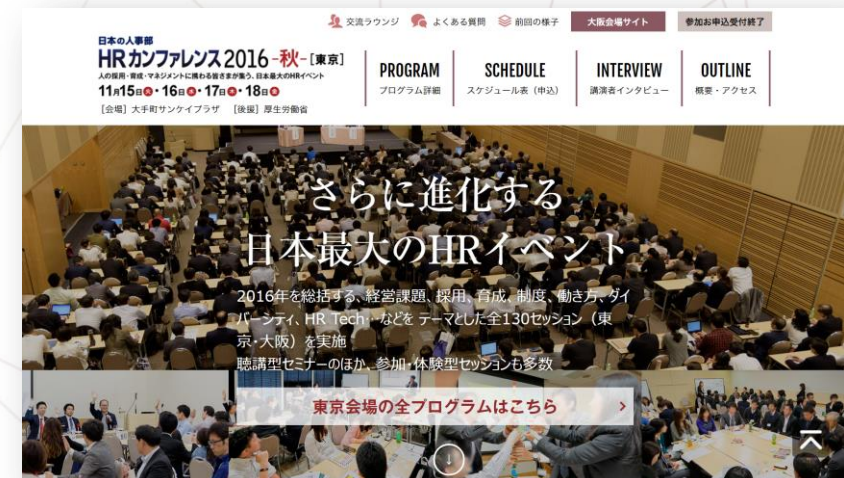 交流ラウンジ よくある質問 前回の様子 大阪会場サイト 参加お申込受付終了
日本の人事部
HRカンファレンス2016-秋-[東京]
人の採用・育成・マネジメントに携わる皆さまが集う、日本最大のHRイベント
11月15日火・16日水・17日木・18日金
[会場] 大手町サンケイプラザ [後援] 厚生労働省
PROGRAM SCHEDULE INTERVIEW OUTLINE
プログラム詳細 スケジュール表（申込） 講演者インタビュー 概要・アクセス
さらに進化する
日本最大のHRイベント
2016年を総括する、経営課題、採用、育成、制度、働き方、ダイ
バーシティ、HR Tech…などを テーマとした全130セッション（東
京・大阪）を実施
聴講型セミナーのほか、参加・体験型セッションも多数
東京会場の全プログラムはこちら